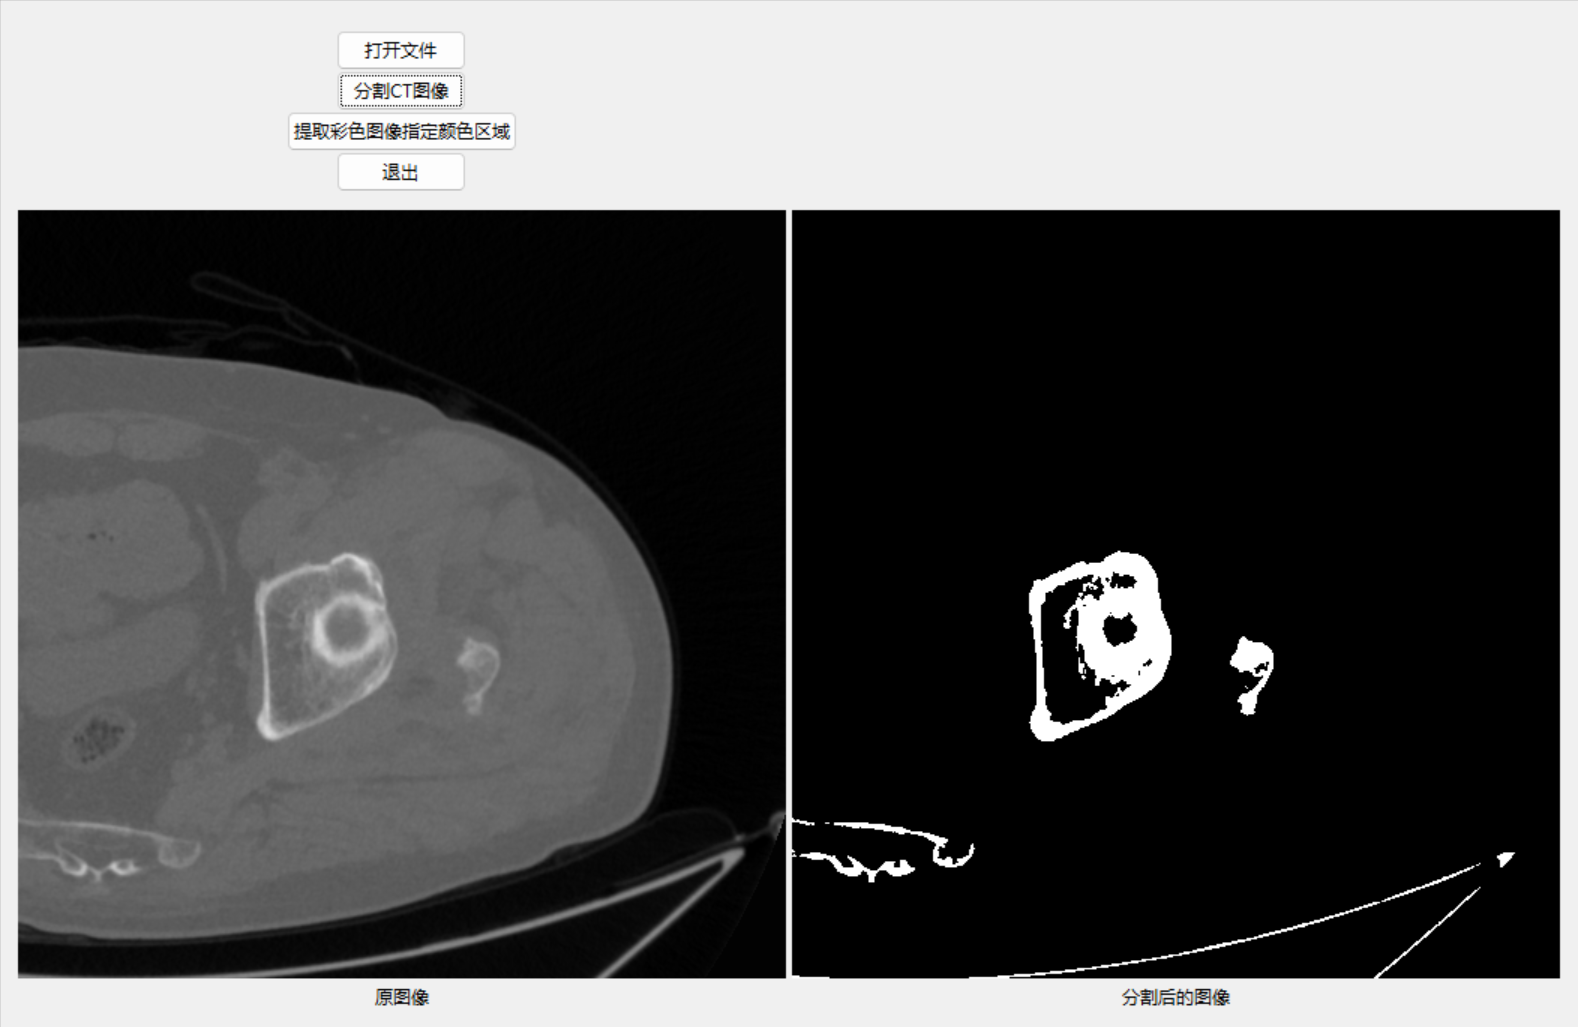 打开文件
分割CT图像
提取彩色图像指定颜色区域
退出
原图像
分割后的图像